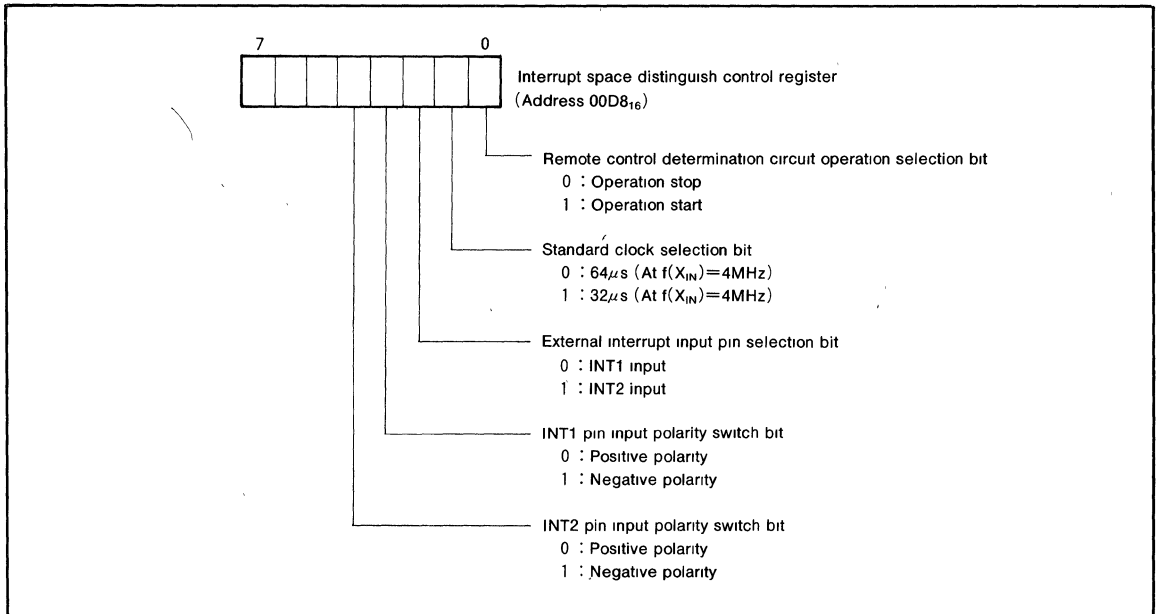 7 0
Interrupt space distinguish control register
(Address 00D8₁₆)
Remote control determination circuit operation selection bit
0 : Operation stop
1 : Operation start
Standard clock selection bit
0 : 64μs (At f(X_IN)=4MHz)
1 : 32μs (At f(X_IN)=4MHz)
External interrupt input pin selection bit
0 : INT1 input
1 : INT2 input
INT1 pin input polarity switch bit
0 : Positive polarity
1 : Negative polarity
INT2 pin input polarity switch bit
0 : Positive polarity
1 : Negative polarity